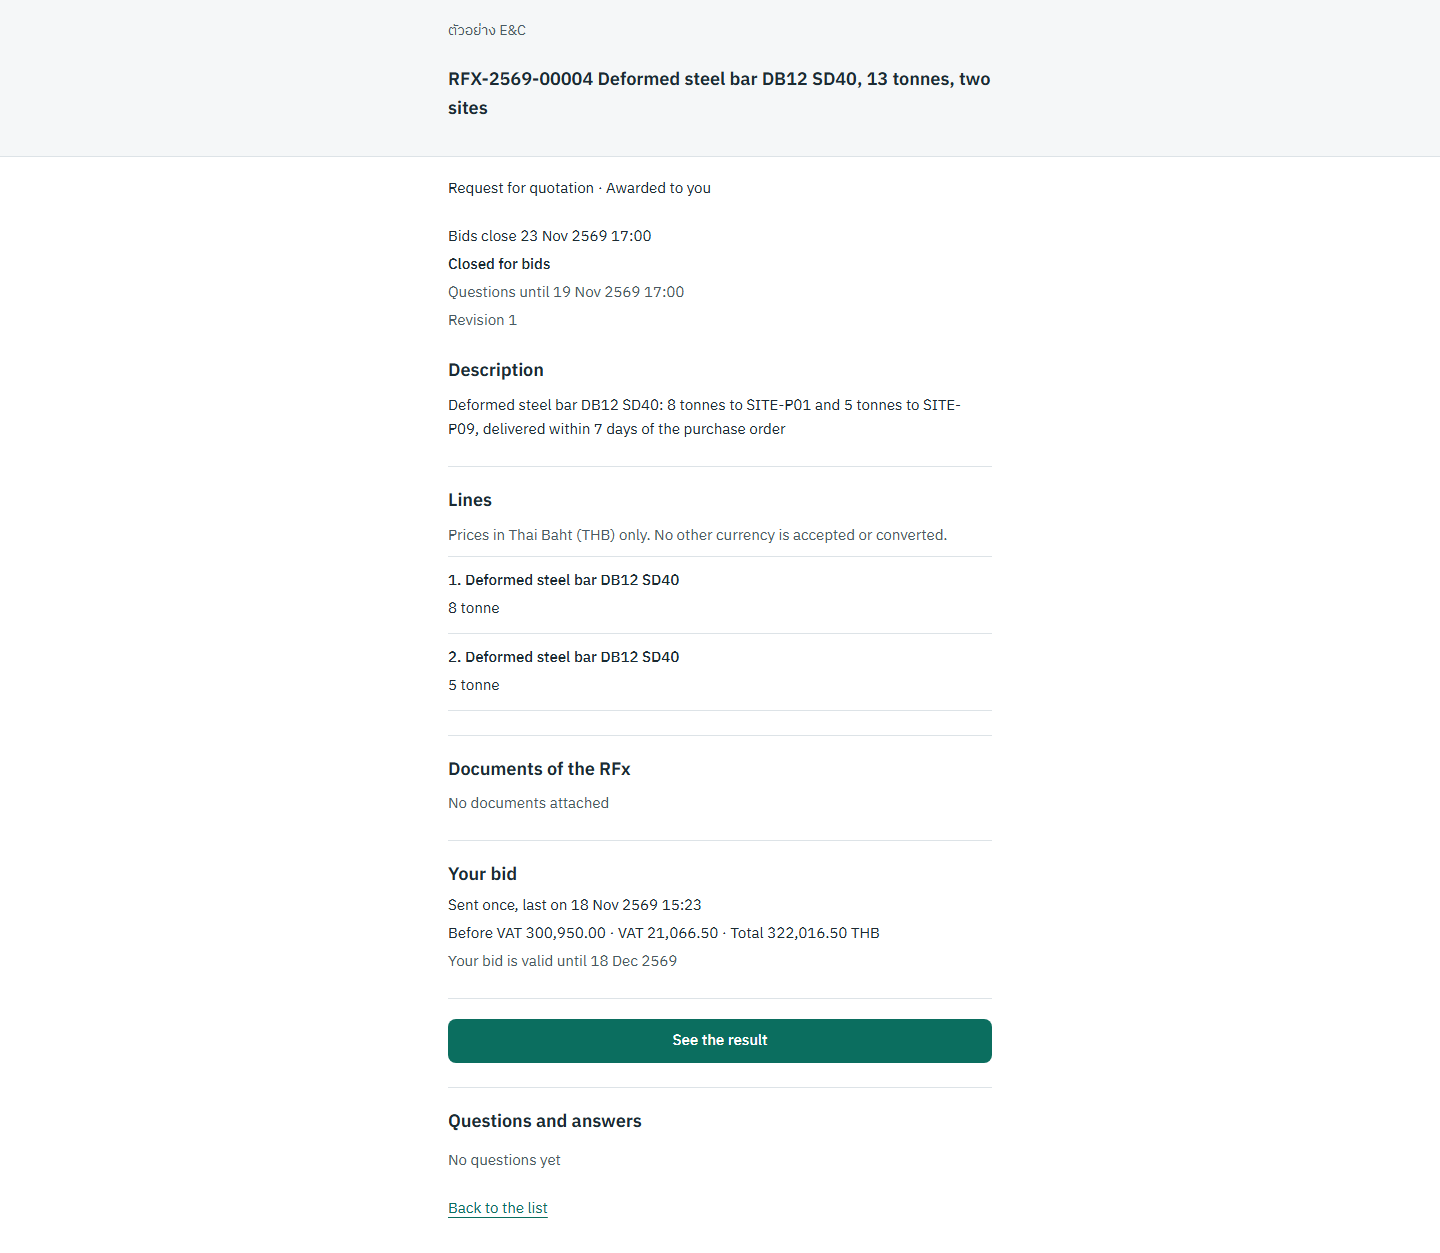 ตัวอย่าง E&C
RFX-2569-00004 Deformed steel bar DB12 SD40, 13 tonnes, two
sites
Request for quotation · Awarded to you
Bids close 23 Nov 2569 17:00
Closed for bids
Questions until 19 Nov 2569 17:00
Revision 1
Description
Deformed steel bar DB12 SD40: 8 tonnes to SITE-P01 and 5 tonnes to SITE-
P09, delivered within 7 days of the purchase order
Lines
Prices in Thai Baht (THB) only. No other currency is accepted or converted.
1. Deformed steel bar DB12 SD40
8 tonne
2. Deformed steel bar DB12 SD40
5 tonne
Documents of the RFx
No documents attached
Your bid
Sent once, last on 18 Nov 2569 15:23
Before VAT 300,950.00 · VAT 21,066.50 · Total 322,016.50 THB
Your bid is valid until 18 Dec 2569
See the result
Questions and answers
No questions yet
Back to the list